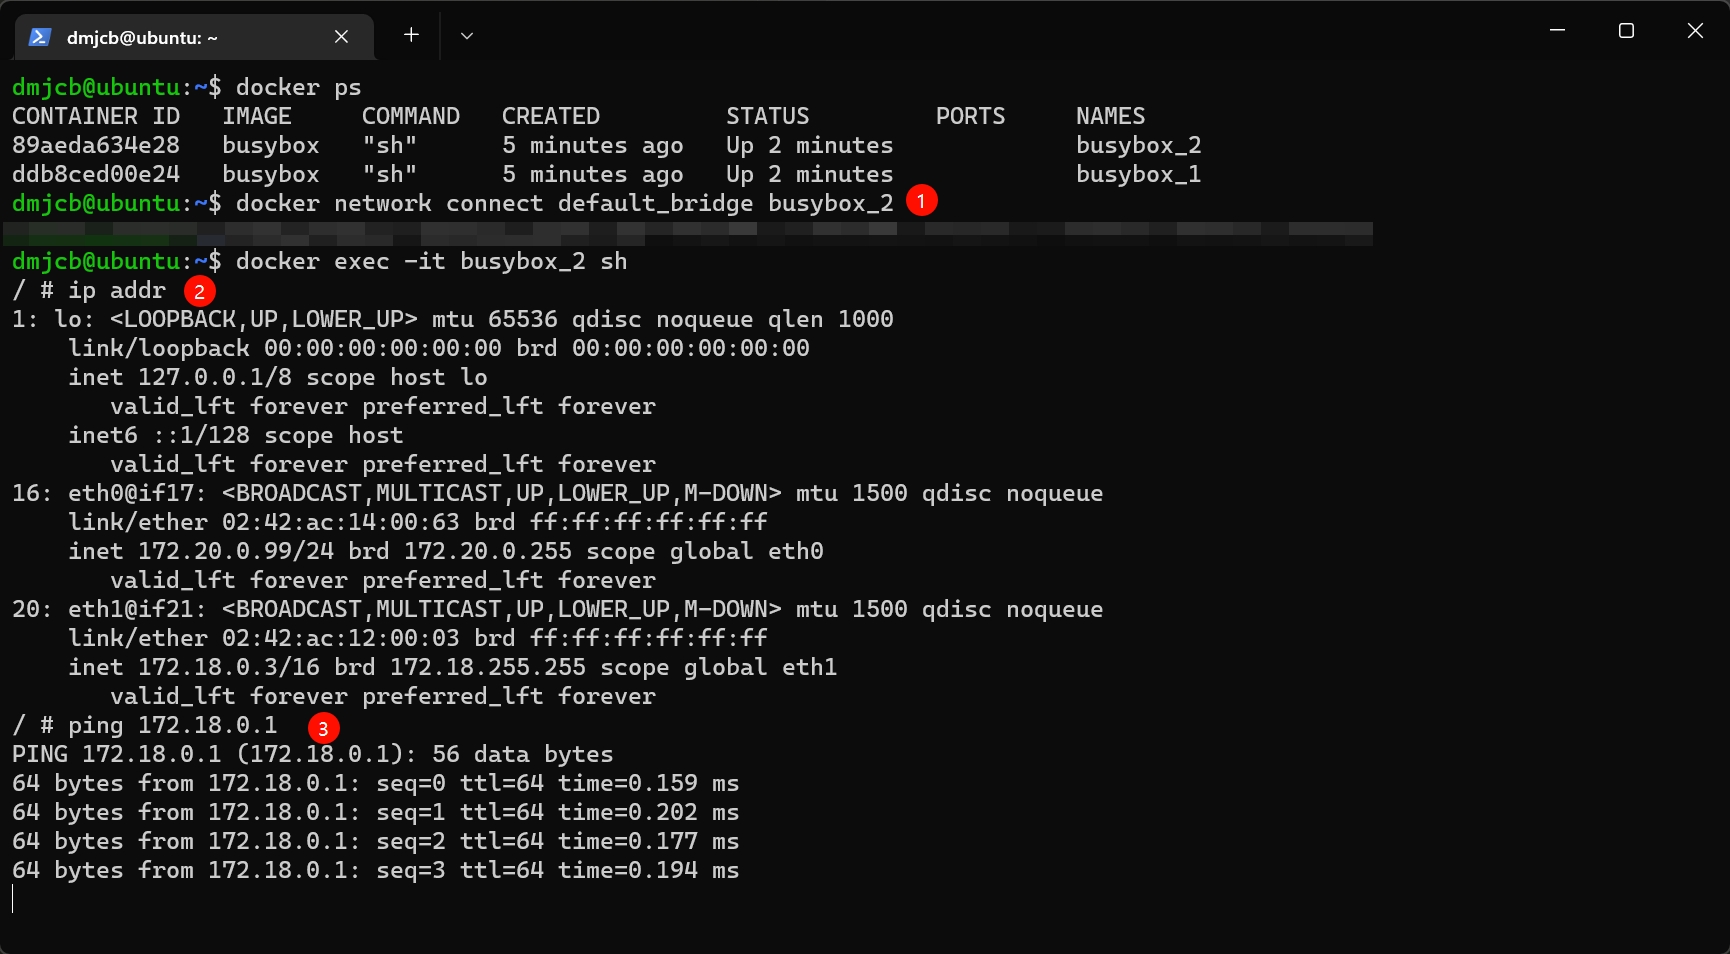 dmjcb@ubuntu: ~
dmjcb@ubuntu:~$ docker ps
CONTAINER ID   IMAGE     COMMAND   CREATED         STATUS         PORTS     NAMES
89aeda634e28   busybox   "sh"      5 minutes ago   Up 2 minutes             busybox_2
ddb8ced00e24   busybox   "sh"      5 minutes ago   Up 2 minutes             busybox_1
dmjcb@ubuntu:~$ docker network connect default_bridge busybox_2 1
dmjcb@ubuntu:~$ docker exec -it busybox_2 sh
/ # ip addr 2
1: lo: <LOOPBACK,UP,LOWER_UP> mtu 65536 qdisc noqueue qlen 1000
    link/loopback 00:00:00:00:00:00 brd 00:00:00:00:00:00
    inet 127.0.0.1/8 scope host lo
       valid_lft forever preferred_lft forever
    inet6 ::1/128 scope host
       valid_lft forever preferred_lft forever
16: eth0@if17: <BROADCAST,MULTICAST,UP,LOWER_UP,M-DOWN> mtu 1500 qdisc noqueue
    link/ether 02:42:ac:14:00:63 brd ff:ff:ff:ff:ff:ff
    inet 172.20.0.99/24 brd 172.20.0.255 scope global eth0
       valid_lft forever preferred_lft forever
20: eth1@if21: <BROADCAST,MULTICAST,UP,LOWER_UP,M-DOWN> mtu 1500 qdisc noqueue
    link/ether 02:42:ac:12:00:03 brd ff:ff:ff:ff:ff:ff
    inet 172.18.0.3/16 brd 172.18.255.255 scope global eth1
       valid_lft forever preferred_lft forever
/ # ping 172.18.0.1 3
PING 172.18.0.1 (172.18.0.1): 56 data bytes
64 bytes from 172.18.0.1: seq=0 ttl=64 time=0.159 ms
64 bytes from 172.18.0.1: seq=1 ttl=64 time=0.202 ms
64 bytes from 172.18.0.1: seq=2 ttl=64 time=0.177 ms
64 bytes from 172.18.0.1: seq=3 ttl=64 time=0.194 ms